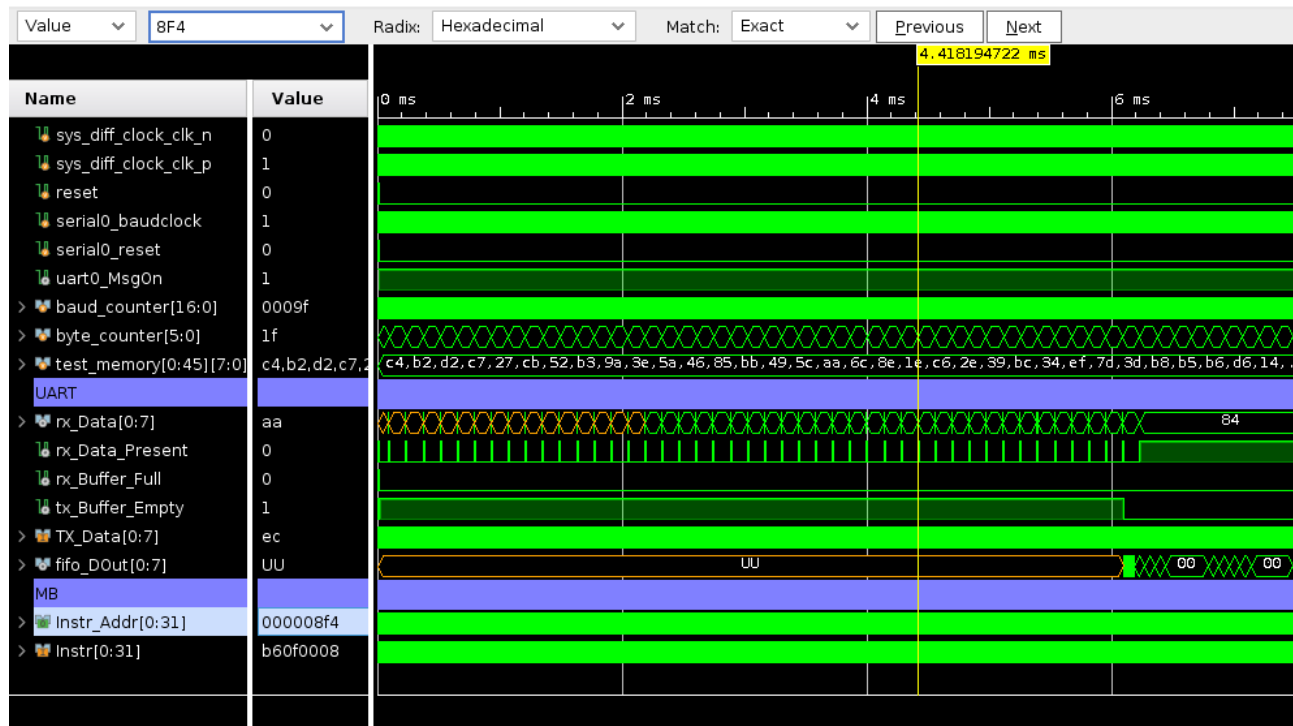 Value 8F4 Radix: Hexadecimal Match: Exact Previous Next
4.418194722 ms
Name Value 0 ms 2 ms 4 ms 6 ms
sys_diff_clock_clk_n 0
sys_diff_clock_clk_p 1
reset 0
serial0_baudclock 1
serial0_reset 0
uart0_MsgOn 1
baud_counter[16:0] 0009f
byte_counter[5:0] 1f
test_memory[0:45][7:0] c4,b2,d2,c7,2 c4,b2,d2,c7,27,cb,52,b3,9a,3e,5a,46,85,bb,49,5c,aa,6c,8e,1e,c6,2e,39,bc,34,ef,7d,3d,b8,b5,b6,d6,14,.
UART
rx_Data[0:7] aa 84
rx_Data_Present 0
rx_Buffer_Full 0
tx_Buffer_Empty 1
TX_Data[0:7] ec
fifo_DOut[0:7] UU UU 00 00
MB
Instr_Addr[0:31] 000008f4
Instr[0:31] b60f0008